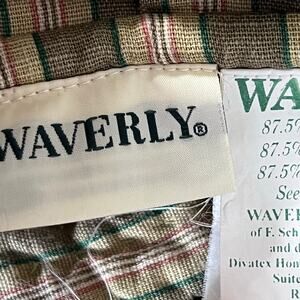 WAVERLY®
WA
87.5%
87.5%
87.5%
See
WAVER
of F. Sch
and d
Divatex Hom
Suite
R